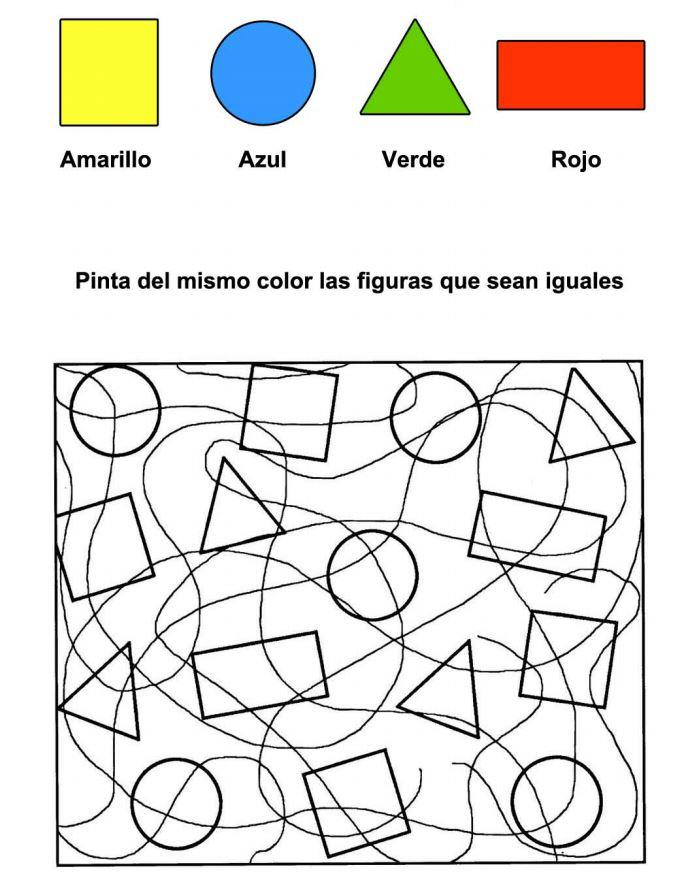 Amarillo Azul Verde Rojo
Pinta del mismo color las figuras que sean iguales